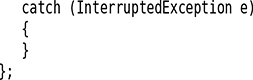 catch (InterruptedException e)
{
}
};